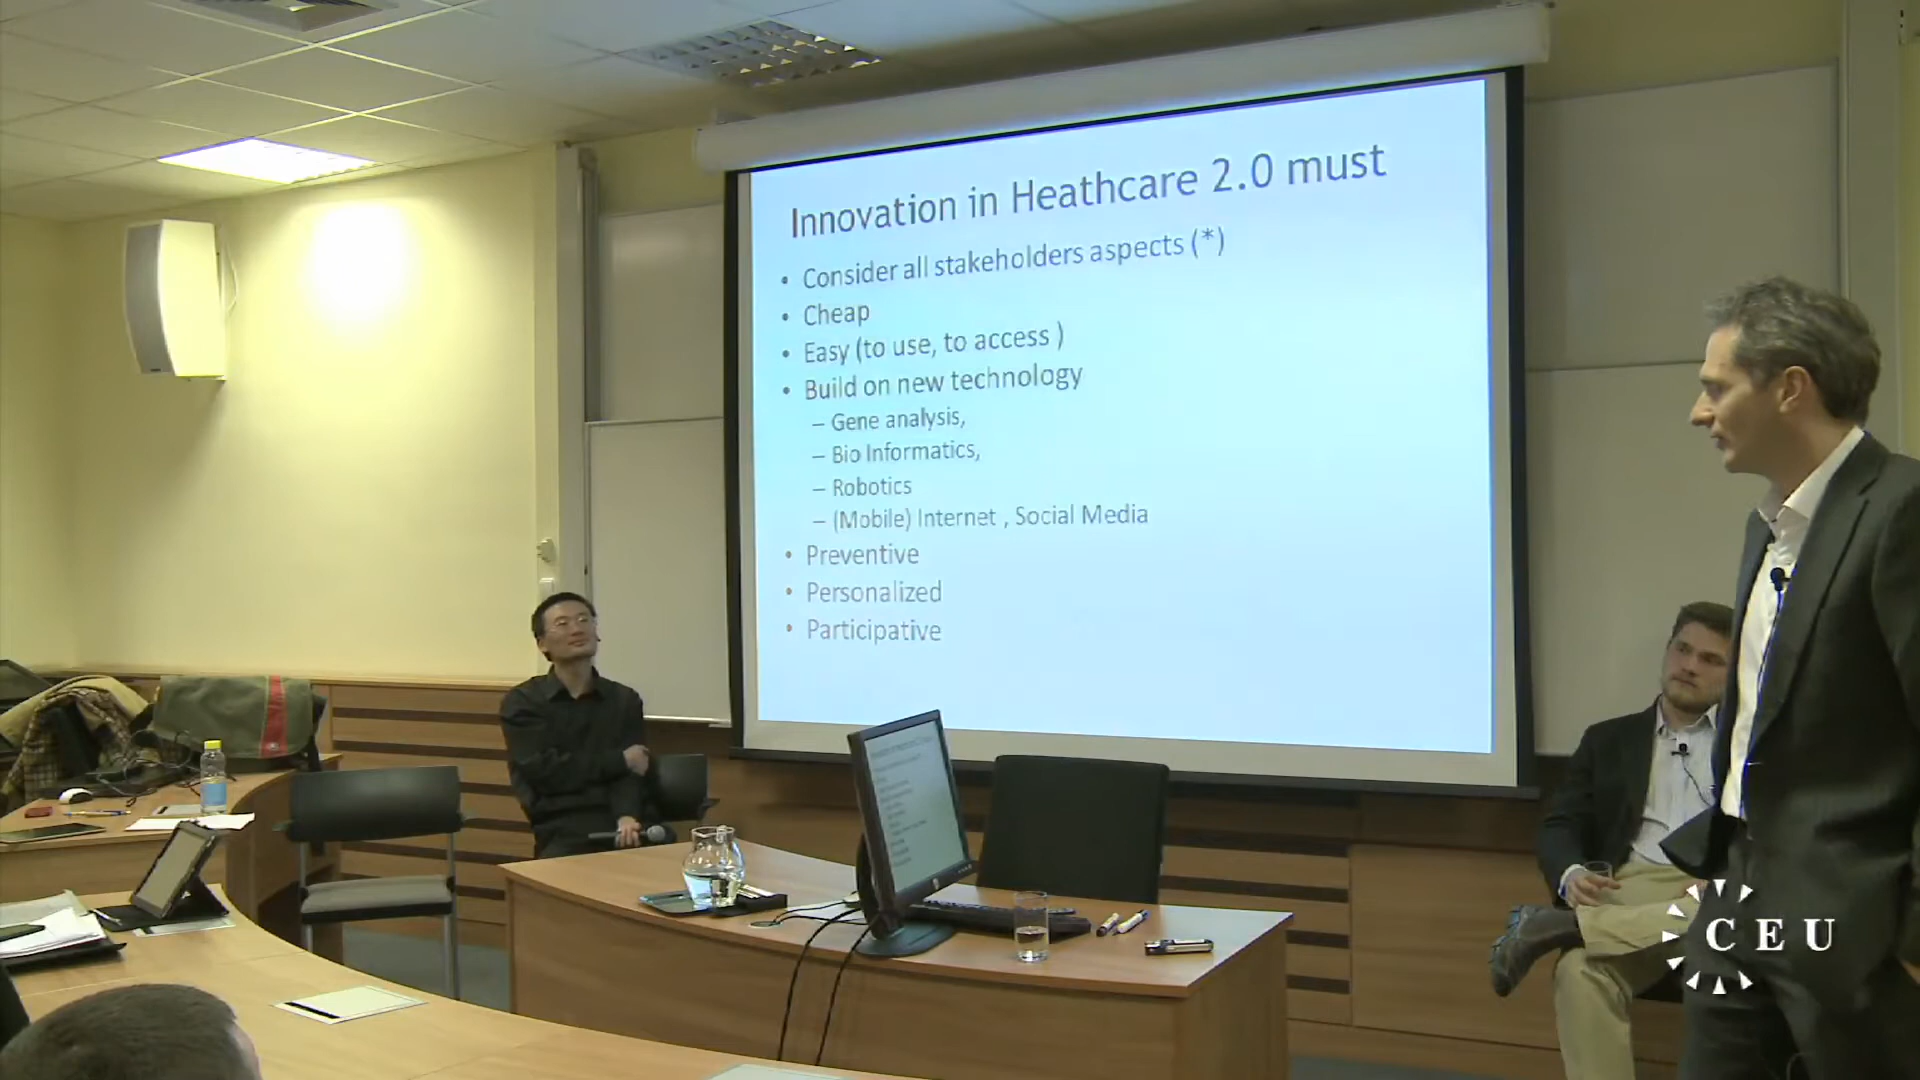 Innovation in Heathcare 2.0 must
• Consider all stakeholders aspects (*)
• Cheap
• Easy (to use, to access )
• Build on new technology
– Gene analysis,
– Bio Informatics,
– Robotics
– (Mobile) Internet , Social Media
• Preventive
• Personalized
• Participative
CEU